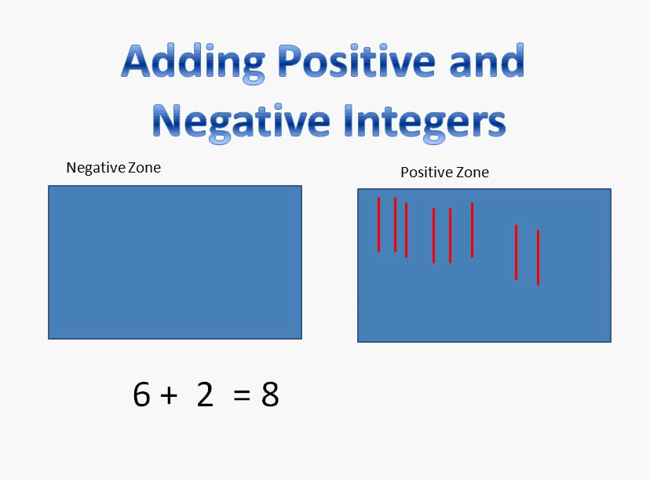 Adding Positive and
Negative Integers
Negative Zone
Positive Zone
6 + 2 = 8